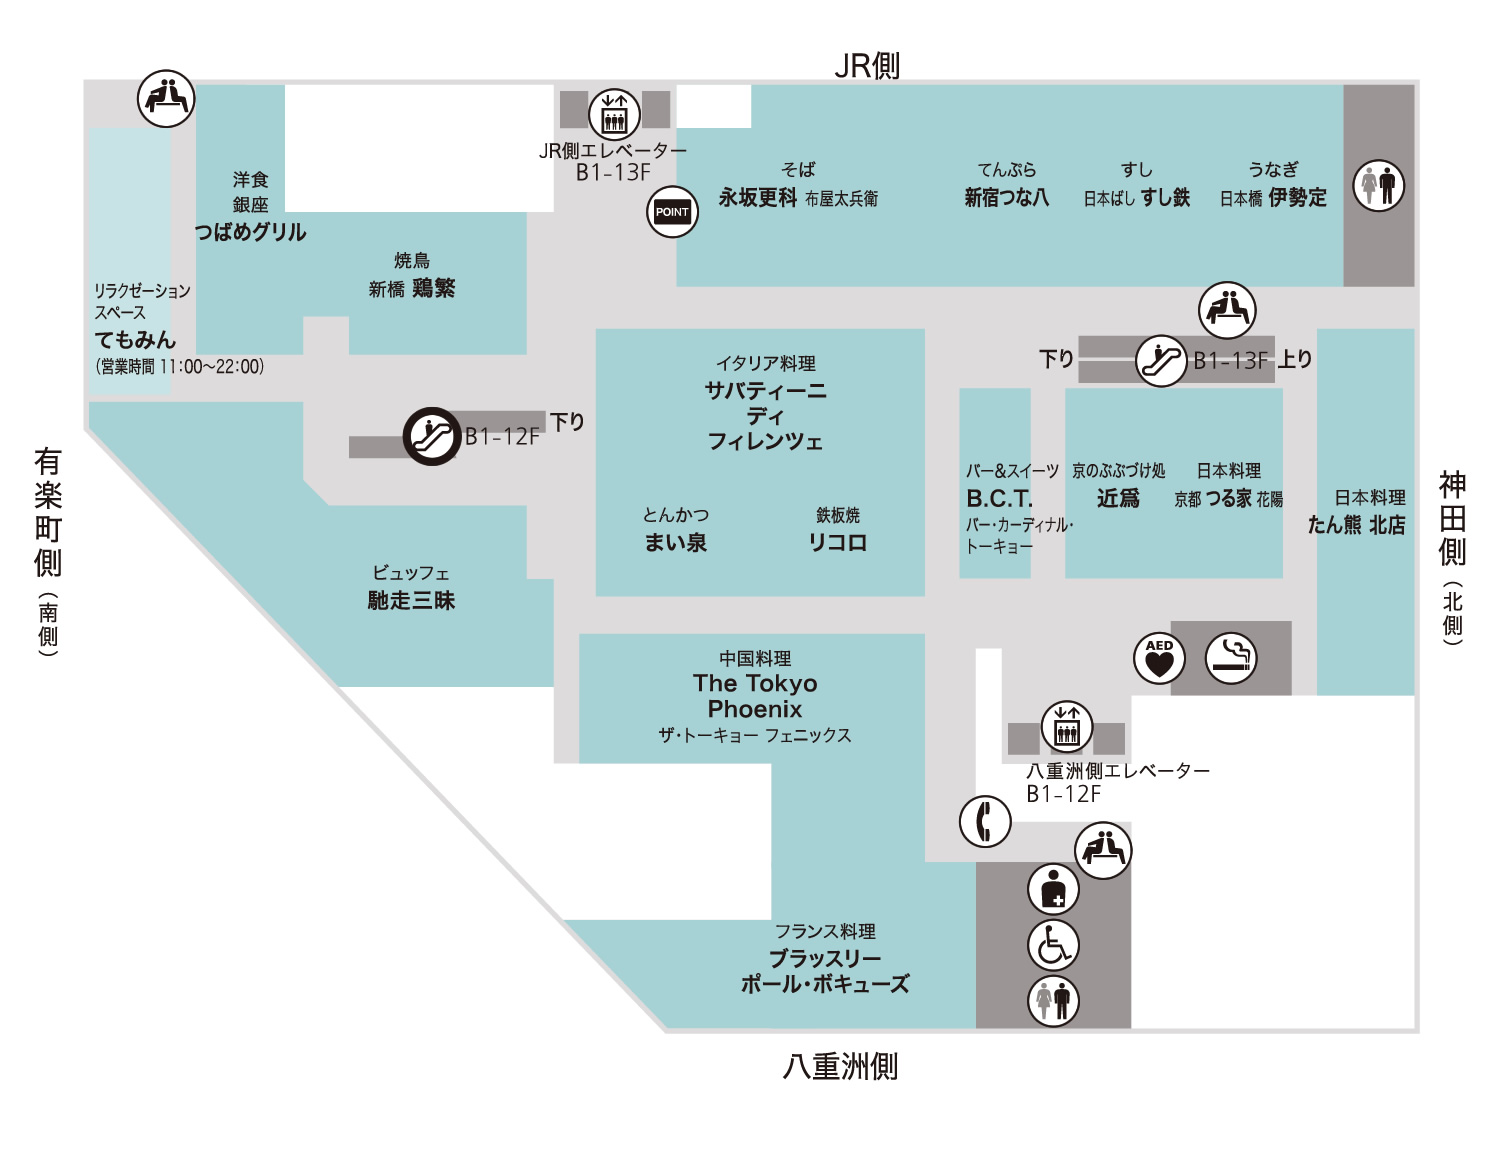 JR側
JR側エレベーター
B1-13F
POINT
そば
永坂更科 布屋太兵衛
てんぷら
新宿つな八
すし
日本ばし すし鉄
うなぎ
日本橋 伊勢定
洋食
銀座
つばめグリル
焼鳥
新橋 鶏繁
リラクゼーション
スペース
てもみん
(営業時間 11:00〜22:00)
イタリア料理
サバティーニ
ディ
フィレンツェ
とんかつ
まい泉
鉄板焼
リコロ
下り
B1-13F
上り
B1-12F
下り
バー&スイーツ
B.C.T.
バー・カーディナル・
トーキョー
京のぶぶづけ処
近爲
日本料理
京都 つる家 花陽
日本料理
たん熊 北店
有楽町側(南側)
神田側(北側)
ビュッフェ
馳走三昧
中国料理
The Tokyo
Phoenix
ザ・トーキョー フェニックス
AED
八重洲側エレベーター
B1-12F
フランス料理
ブラッスリー
ポール・ボキューズ
八重洲側